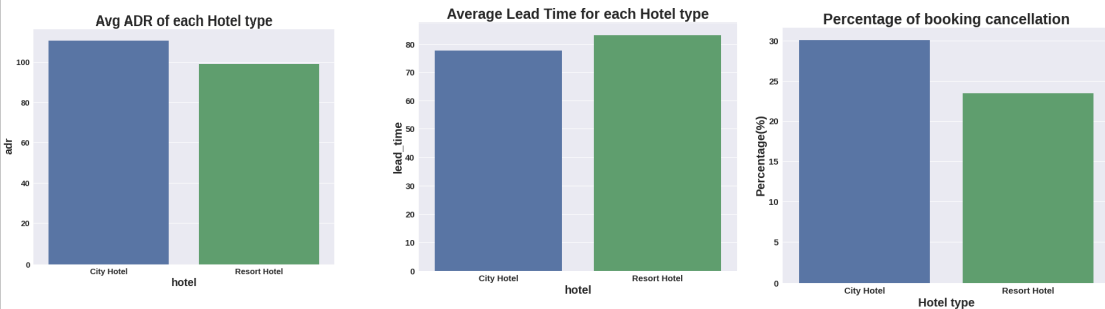 Avg ADR of each Hotel type
100
80
60
40
20
0
adr
City Hotel
Resort Hotel
hotel
Average Lead Time for each Hotel type
80
70
60
50
40
30
20
10
0
lead_time
City Hotel
Resort Hotel
hotel
Percentage of booking cancellation
30
25
20
15
10
5
0
Percentage(%)
City Hotel
Resort Hotel
Hotel type